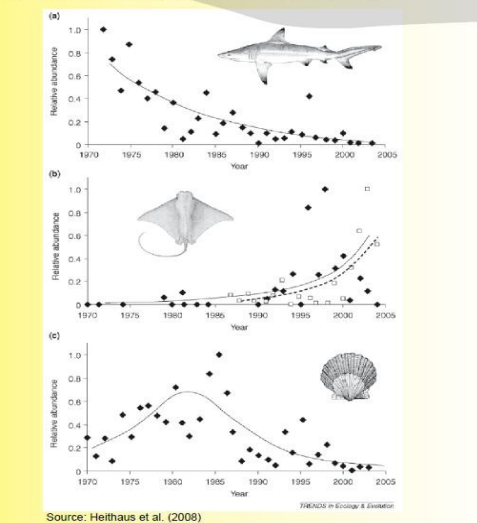 (a)
Relative abundance
1.0
0.8
0.6
0.4
0.2
0
1970 1975 1980 1985 1990 1995 2000 2005
Year
(b)
Relative abundance
1.0
0.8
0.6
0.4
0.2
0
1970 1975 1980 1985 1990 1995 2000 2005
Year
(c)
Relative abundance
1.0
0.8
0.6
0.4
0.2
0
1970 1975 1980 1985 1990 1995 2000 2005
Year
TRENDS in Ecology & Evolution
Source: Heithaus et al. (2008)